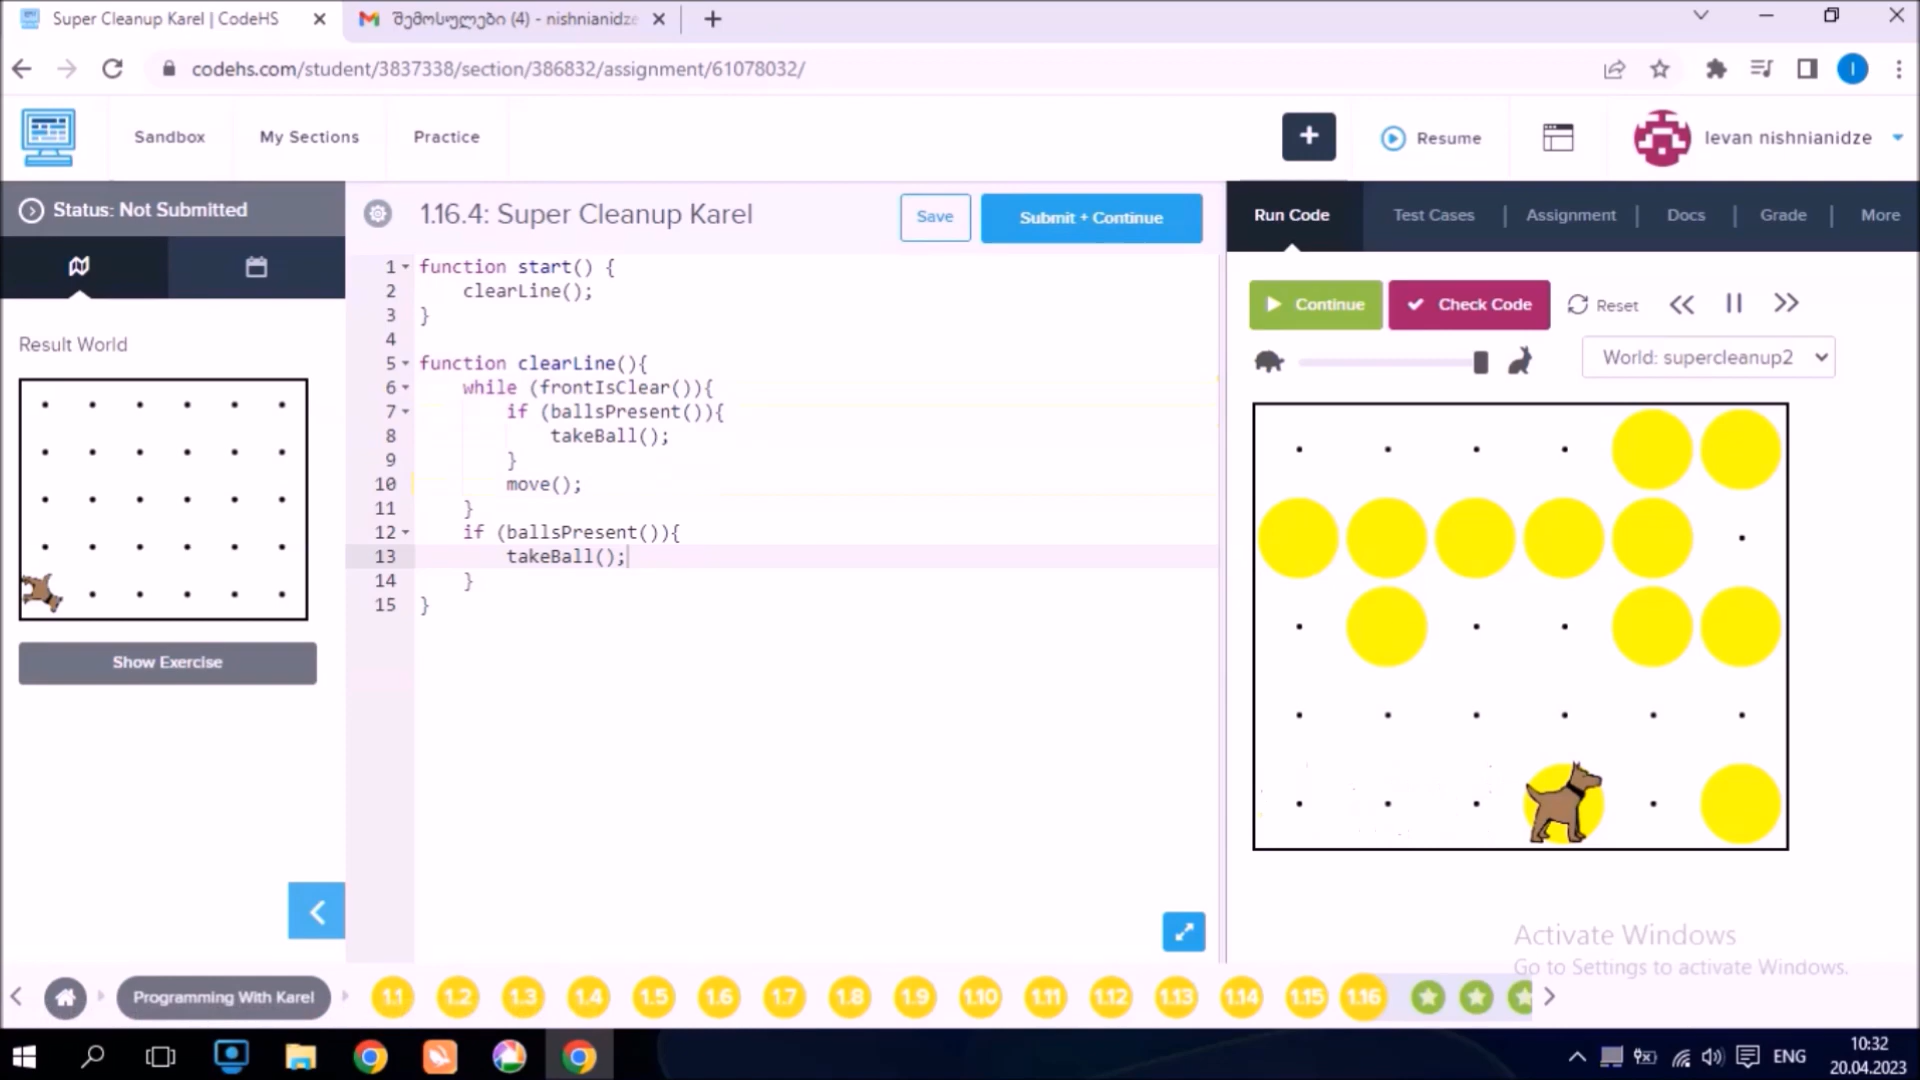 Super Cleanup Karel | CodeHS
შემოსულები (4) - nishnianidze
codehs.com/student/3837338/section/386832/assignment/61078032/
I
Sandbox
My Sections
Practice
+
Resume
levan nishnianidze
Status: Not Submitted
1.16.4: Super Cleanup Karel
Save
Submit + Continue
Run Code
Test Cases
Assignment
Docs
Grade
More
Result World
Show Exercise
1 function start() {
2 clearLine();
3 }
4
5 function clearLine(){
6 while (frontIsClear()){
7 if (ballsPresent()){
8 takeBall();
9 }
10 move();
11 }
12 if (ballsPresent()){
13 takeBall();
14 }
15 }
Continue
Check Code
Reset
World: supercleanup2
Activate Windows
Go to Settings to activate Windows.
Programming With Karel
1.1
1.2
1.3
1.4
1.5
1.6
1.7
1.8
1.9
1.10
1.11
1.12
1.13
1.14
1.15
1.16
ENG
10:32
20.04.2023